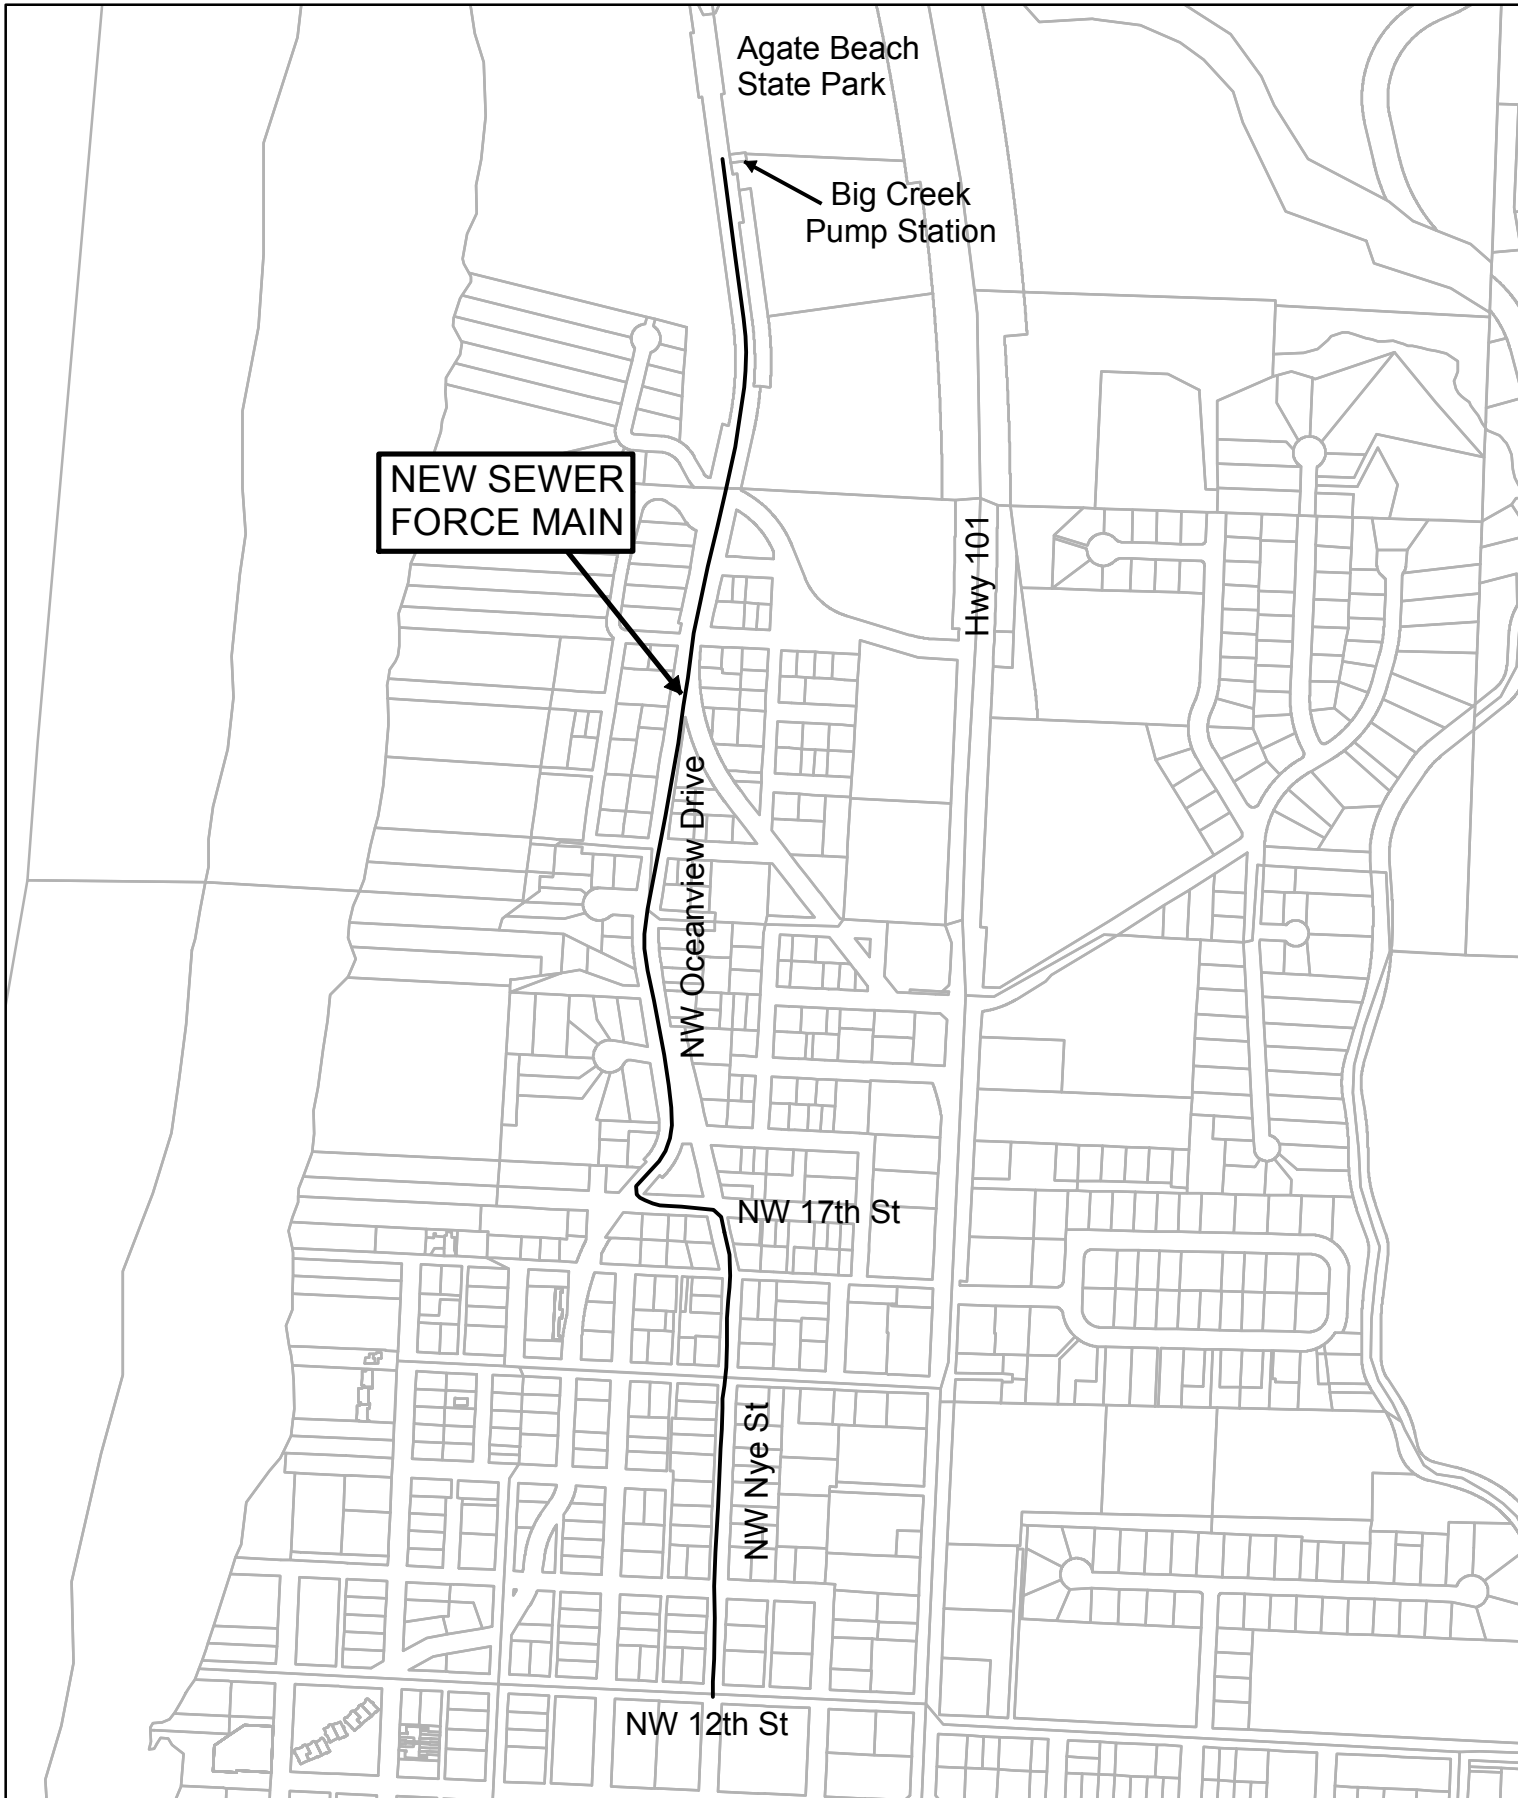 Agate Beach
State Park
Big Creek
Pump Station
NEW SEWER
FORCE MAIN
Hwy 101
NW Oceanview Drive
NW 17th St
NW Nye St
NW 12th St